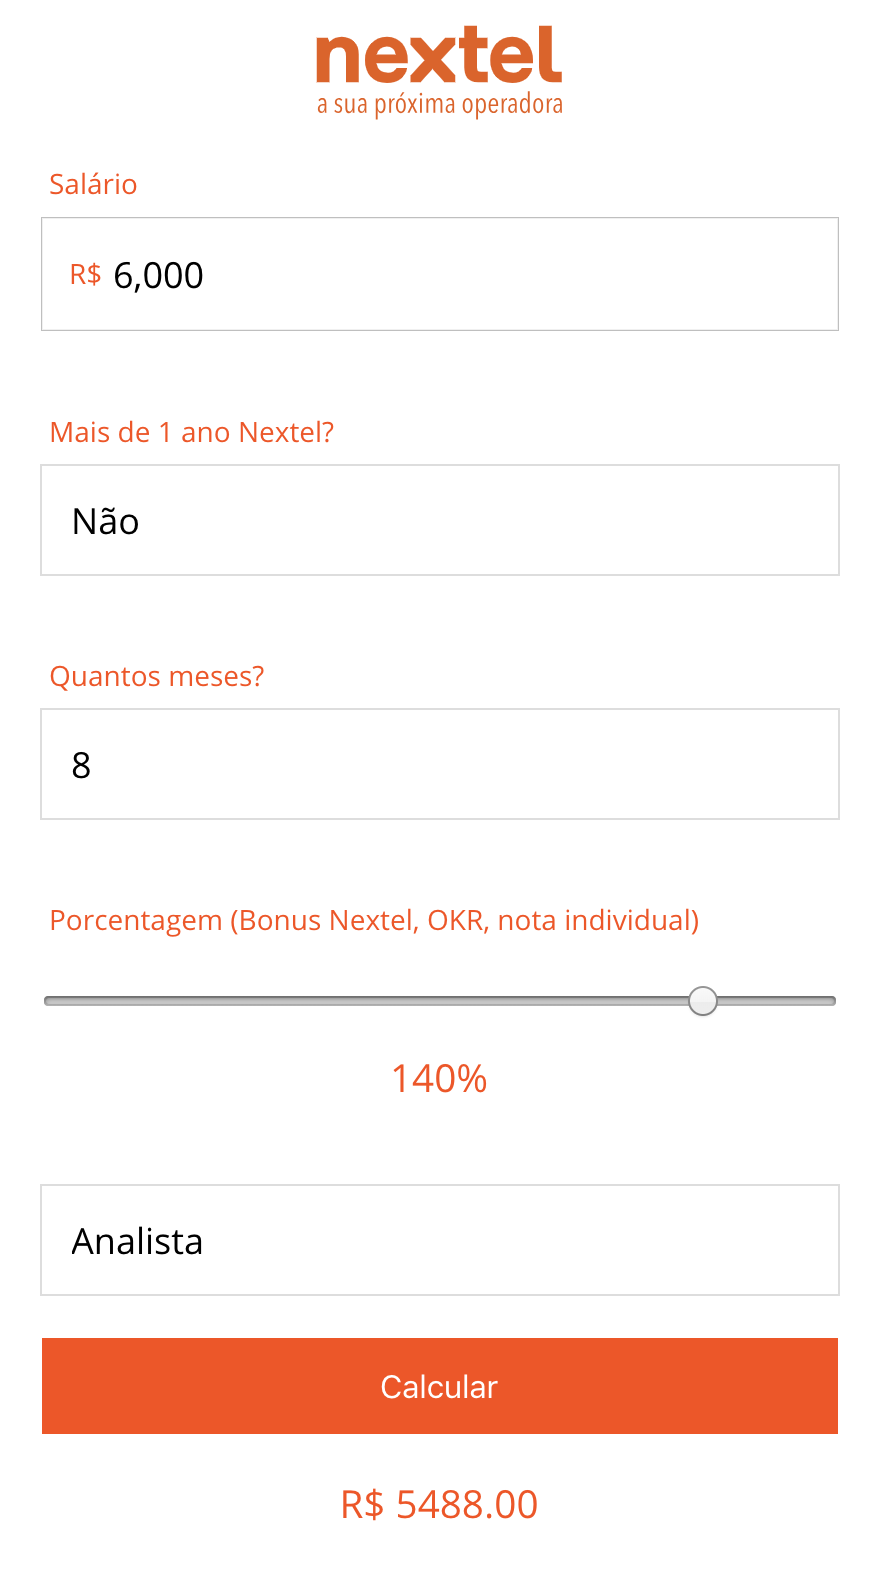 nextel
a sua próxima operadora
Salário
R$ 6,000
Mais de 1 ano Nextel?
Não
Quantos meses?
8
Porcentagem (Bonus Nextel, OKR, nota individual)
140%
Analista
Calcular
R$ 5488.00